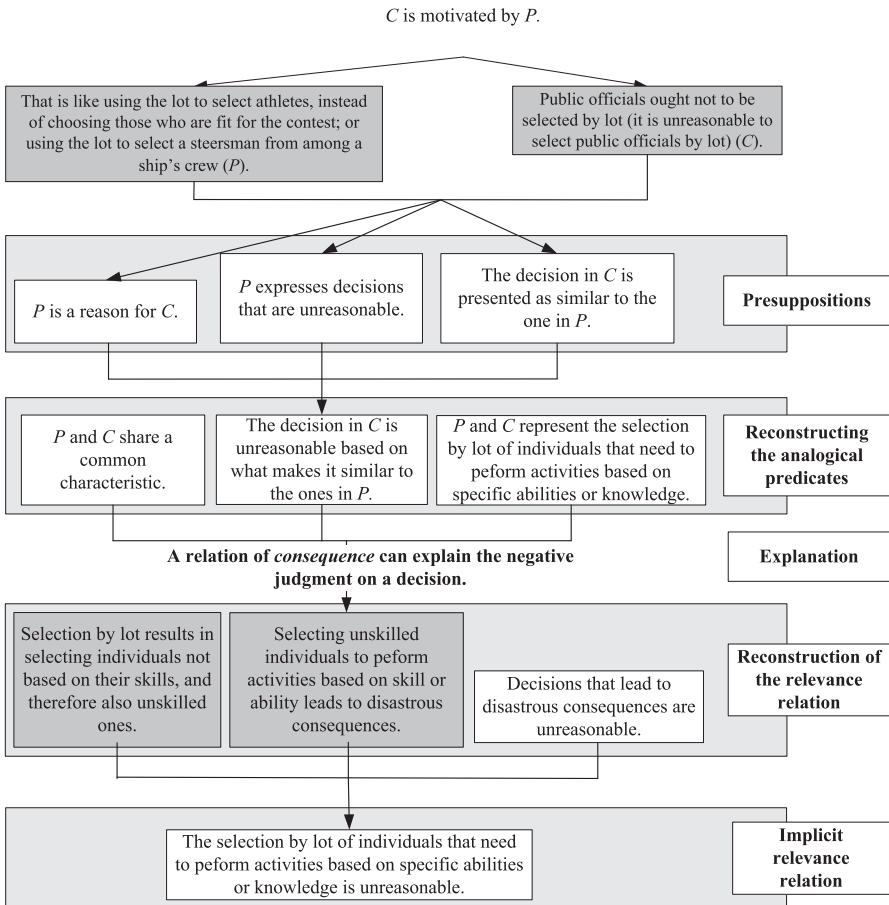 C is motivated by P.
That is like using the lot to select athletes, instead
of choosing those who are fit for the contest; or
using the lot to select a steersman from among a
ship's crew (P).
Public officials ought not to be
selected by lot (it is unreasonable to
select public officials by lot) (C).
P is a reason for C.
P expresses decisions
that are unreasonable.
The decision in C is
presented as similar to the
one in P.
Presuppositions
P and C share a
common
characteristic.
The decision in C is
unreasonable based on
what makes it similar to
the ones in P.
P and C represent the selection
by lot of individuals that need to
peform activities based on
specific abilities or knowledge.
Reconstructing
the analogical
predicates
A relation of consequence can explain the negative
judgment on a decision.
Explanation
Selection by lot results in
selecting individuals not
based on their skills, and
therefore also unskilled
ones.
Selecting unskilled
individuals to peform
activities based on skill or
ability leads to disastrous
consequences.
Decisions that lead to
disastrous consequences are
unreasonable.
Reconstruction of
the relevance
relation
The selection by lot of individuals that need
to peform activities based on specific abilities
or knowledge is unreasonable.
Implicit
relevance
relation